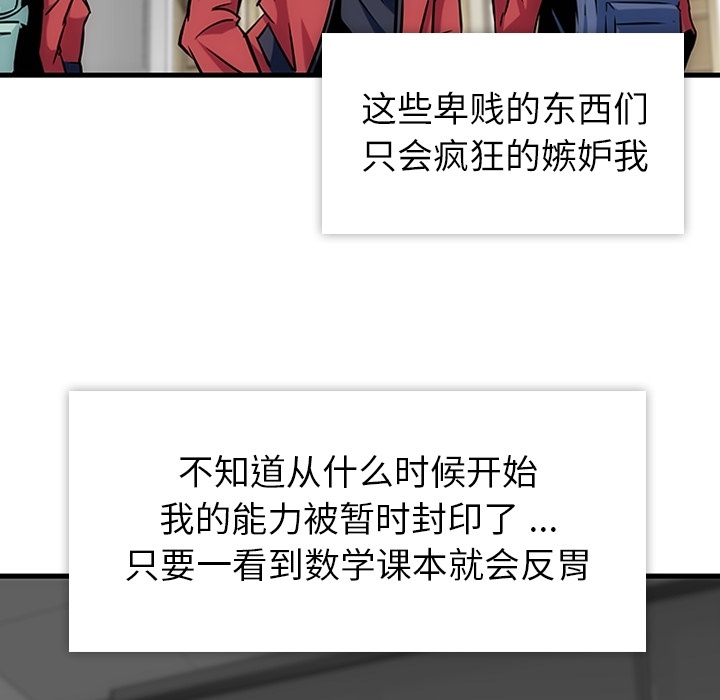 这些卑贱的东西们
只会疯狂的嫉妒我
不知道从什么时候开始
我的能力被暂时封印了 ...
只要一看到数学课本就会反胃